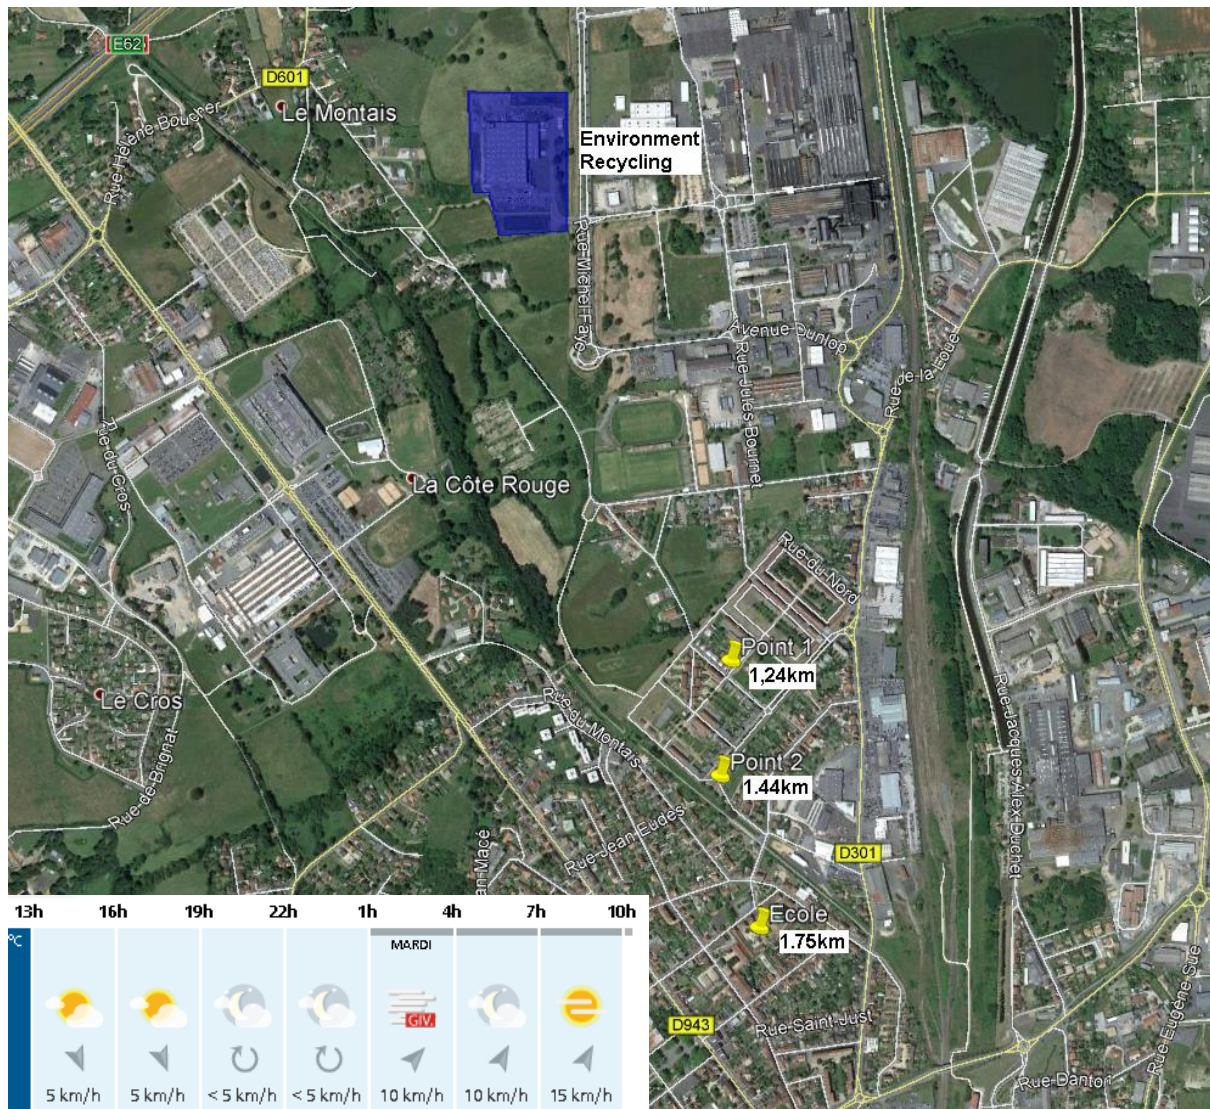 E62
D601
Le Montais
Rue Hélène Boucher
Environment
Recycling
Rue Michel Faye
Avenue Dunlop
Rue Jules Bournet
Rue de la Loue
Rue du Cros
La Côte Rouge
Rue du Nord
Point 1
1,24km
Le Cros
Rue de Brignat
Rue du Montais
Point 2
1.44km
Rue Jacques Alex Duchet
Rue Jean Eudes
an-Macé
D301
Ecole
1.75km
D943
Rue Saint-Just
Rue Eugène Sue
Rue Danton
13h 16h 19h 22h 1h 4h 7h 10h
°C
MARDI
GIV.
5 km/h 5 km/h < 5 km/h < 5 km/h 10 km/h 10 km/h 15 km/h